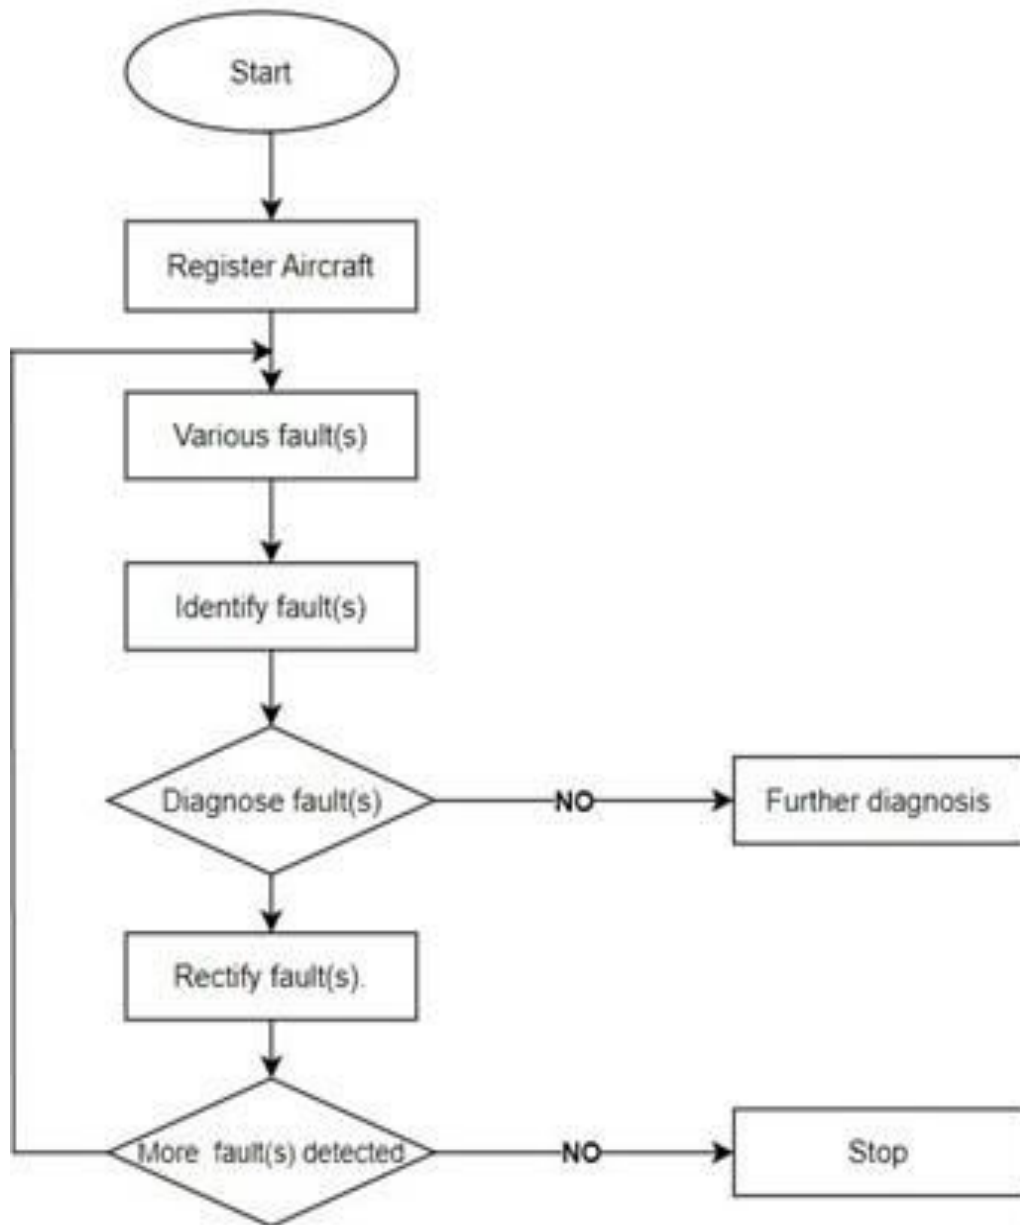 Start
Register Aircraft
Various fault(s)
Identify fault(s)
Diagnose fault(s)
NO
Further diagnosis
Rectify fault(s).
More fault(s) detected
NO
Stop